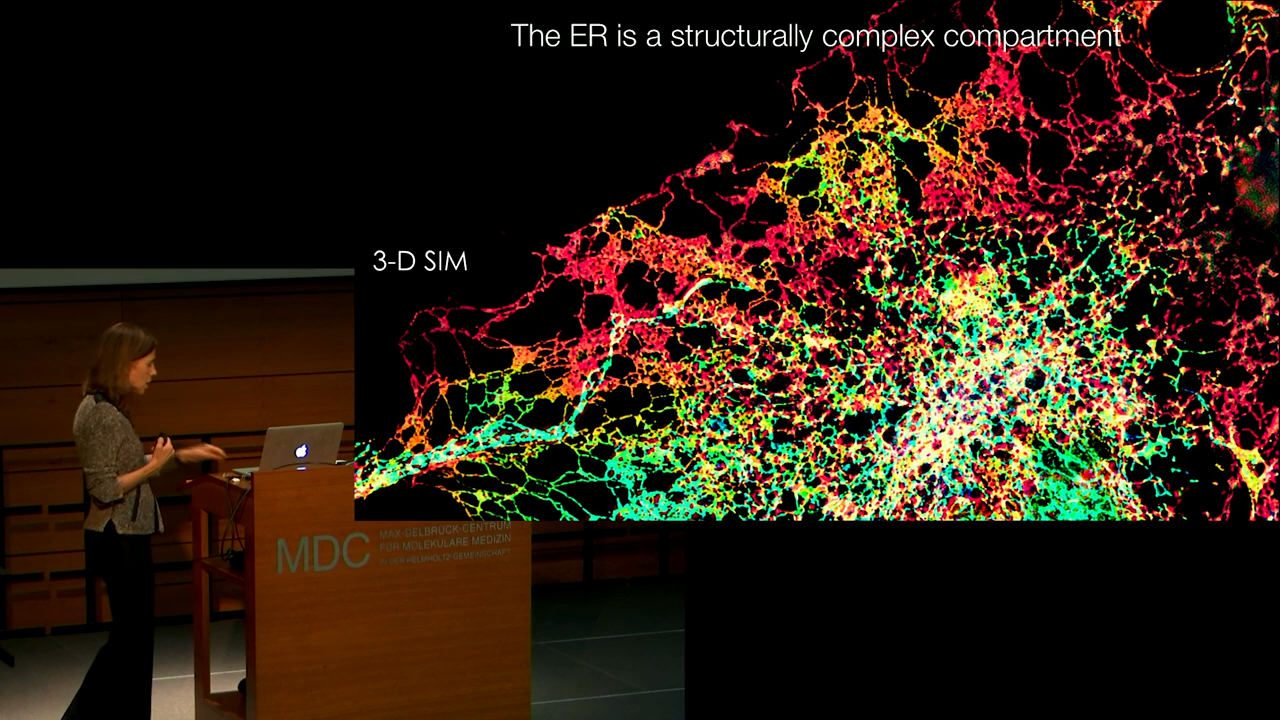 The ER is a structurally complex compartment
3-D SIM
MDC
MAX-DELBRÜCK-CENTRUM
FÜR MOLEKULARE MEDIZIN
IN DER HELMHOLTZ-GEMEINSCHAFT